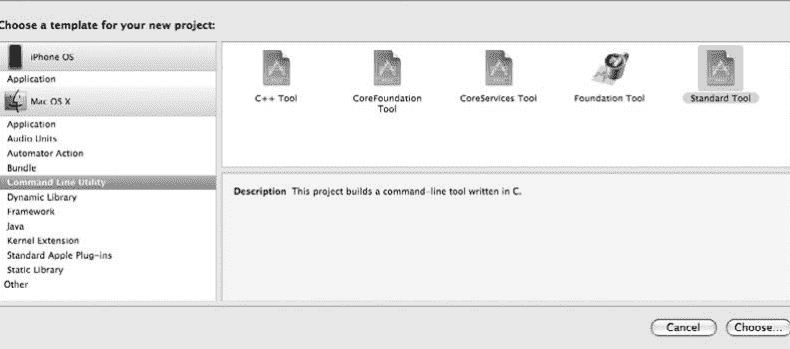 Choose a template for your new project:
iPhone OS
Application
Mac OS X
Application
Audio Units
Automator Action
Bundle
Command Line Utility
Dynamic Library
Framework
Java
Kernel Extension
Standard Apple Plug-ins
Static Library
Other
C++ Tool
CoreFoundation
Tool
CoreServices Tool
Foundation Tool
Standard Tool
Description This project builds a command-line tool written in C.
Cancel
Choose...